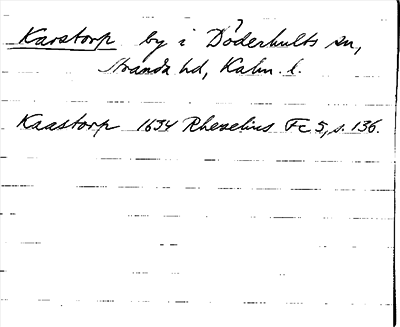 Karstorp by i Döderhults sn,
Stranda hd, Kalm. l.
Kaastorp 1634 Rhezelius Fc 5, s. 136.